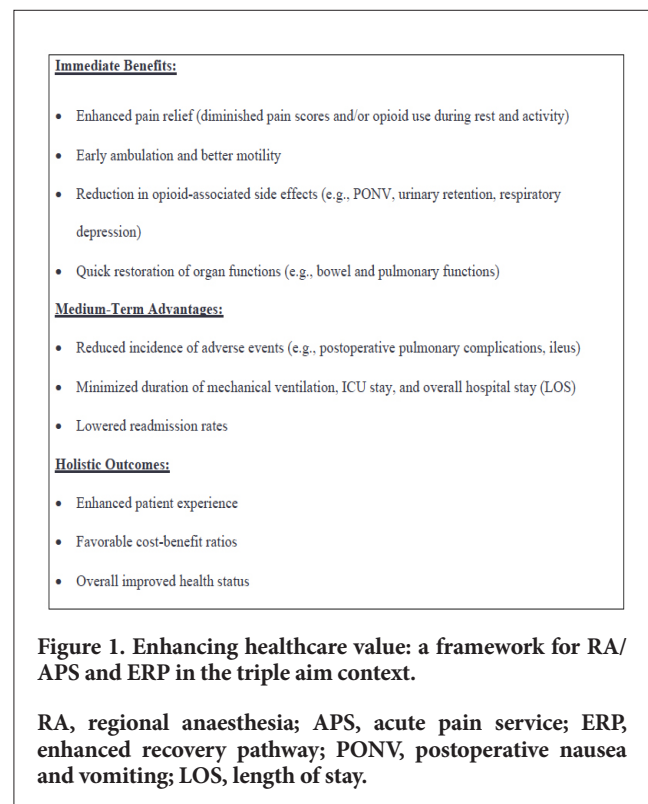 Immediate Benefits:
• Enhanced pain relief (diminished pain scores and/or opioid use during rest and activity)
• Early ambulation and better motility
• Reduction in opioid-associated side effects (e.g., PONV, urinary retention, respiratory
depression)
• Quick restoration of organ functions (e.g., bowel and pulmonary functions)
Medium-Term Advantages:
• Reduced incidence of adverse events (e.g., postoperative pulmonary complications, ileus)
• Minimized duration of mechanical ventilation, ICU stay, and overall hospital stay (LOS)
• Lowered readmission rates
Holistic Outcomes:
• Enhanced patient experience
• Favorable cost-benefit ratios
• Overall improved health status
Figure 1. Enhancing healthcare value: a framework for RA/
APS and ERP in the triple aim context.
RA, regional anaesthesia; APS, acute pain service; ERP,
enhanced recovery pathway; PONV, postoperative nausea
and vomiting; LOS, length of stay.